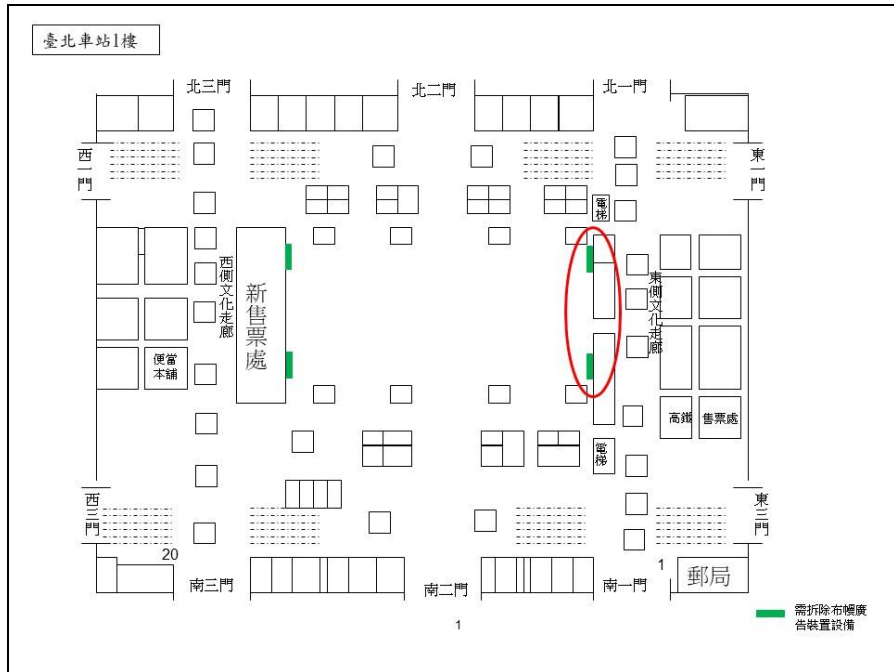 臺北車站1樓
北三門
北二門
北一門
西一門
東一門
電梯
西側文化走廊
新售票處
東側文化走廊
便當
本舖
高鐵 售票處
電梯
西三門
東三門
20
1
郵局
南三門
南二門
南一門
需拆除布幔廣
告裝置設備
1